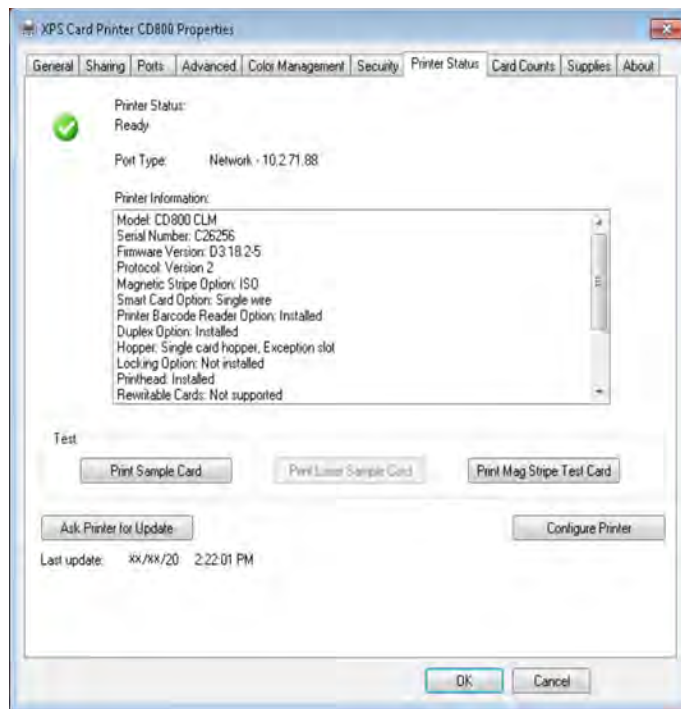 XPS Card Printer CD800 Properties
General Sharing Ports Advanced Color Management Security Printer Status Card Counts Supplies About
Printer Status:
Ready
Port Type: Network - 10.2.71.88
Printer Information:
Model: CD800 CLM
Serial Number: C26256
Firmware Version: D3.18.2-5
Protocol: Version 2
Magnetic Stripe Option: ISO
Smart Card Option: Single wire
Printer Barcode Reader Option: Installed
Duplex Option: Installed
Hopper: Single card hopper, Exception slot
Locking Option: Not installed
Printhead: Installed
Rewritable Cards: Not supported
Test
Print Sample Card Print Laser Sample Card Print Mag Stripe Test Card
Ask Printer for Update Configure Printer
Last update: xx/xx/20 2:22:01 PM
OK Cancel